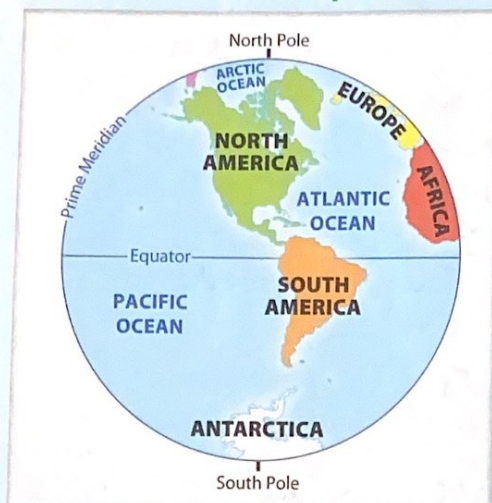 North Pole
ARCTIC
OCEAN
EUROPE
Prime Meridian
NORTH
AMERICA
AFRICA
ATLANTIC
OCEAN
Equator
SOUTH
AMERICA
PACIFIC
OCEAN
ANTARCTICA
South Pole